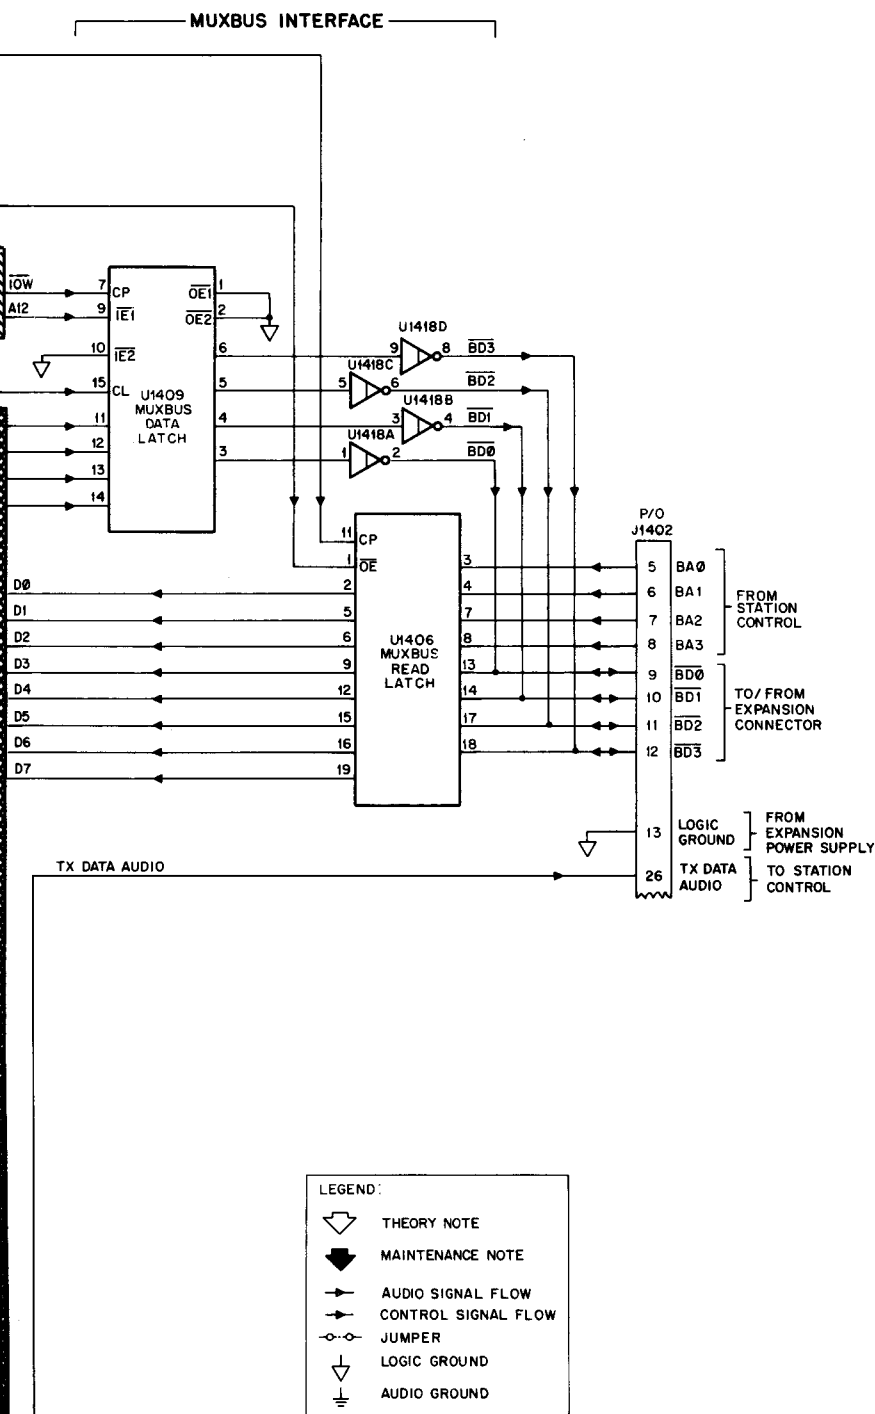 MUXBUS INTERFACE
IOW
A12
7 CP
9 IE1
10 IE2
15 CL
11
12
13
14
U1409
MUXBUS
DATA
LATCH
OE1 1
OE2 2
6
5
4
3
U1418D
9 8 BD3
U1418C
5 6 BD2
U1418B
3 4 BD1
U1418A
1 2 BDØ
11 CP
1 OE
DØ 2
D1 5
D2 6
D3 9
D4 12
D5 15
D6 16
D7 19
U1406
MUXBUS
READ
LATCH
3
4
7
8
13
14
17
18
P/O
J1402
5 BAØ
6 BA1
7 BA2
8 BA3
FROM
STATION
CONTROL
9 BDØ
10 BD1
11 BD2
12 BD3
TO/FROM
EXPANSION
CONNECTOR
13 LOGIC
GROUND
FROM
EXPANSION
POWER SUPPLY
TX DATA AUDIO
26 TX DATA
AUDIO
TO STATION
CONTROL
LEGEND:
THEORY NOTE
MAINTENANCE NOTE
AUDIO SIGNAL FLOW
CONTROL SIGNAL FLOW
JUMPER
LOGIC GROUND
AUDIO GROUND